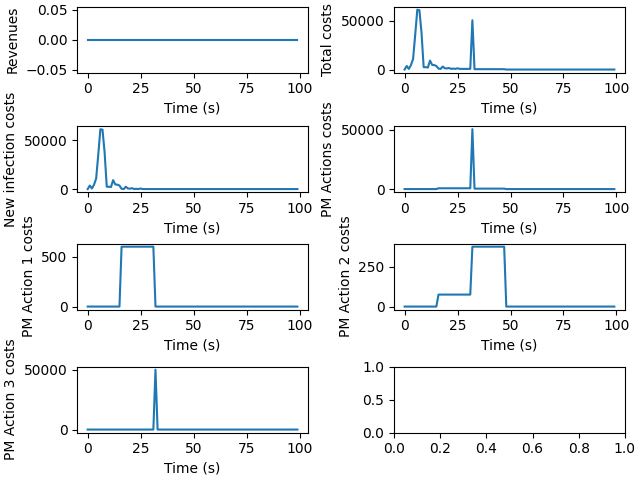 Revenues
0.05
0.00
−0.05
0 25 50 75 100
Time (s)
Total costs
50000
0
0 25 50 75 100
Time (s)
New infection costs
50000
0
0 25 50 75 100
Time (s)
PM Actions costs
50000
0
0 25 50 75 100
Time (s)
PM Action 1 costs
500
0
0 25 50 75 100
Time (s)
PM Action 2 costs
250
0
0 25 50 75 100
Time (s)
PM Action 3 costs
50000
0
0 25 50 75 100
Time (s)
1.0
0.5
0.0
0.0 0.2 0.4 0.6 0.8 1.0